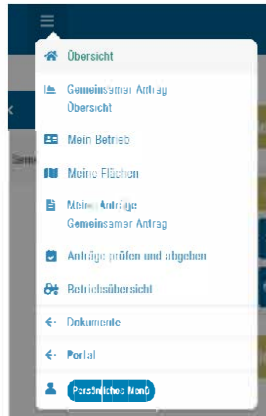 Übersicht
Gemeinsamer Antrag
Übersicht
Mein Betrieb
Meine Flächen
Meine Anträge
Gemeinsamer Antrag
Anträge prüfen und abgeben
Betriebsübersicht
Dokumente
Portal
Persönliches Menü